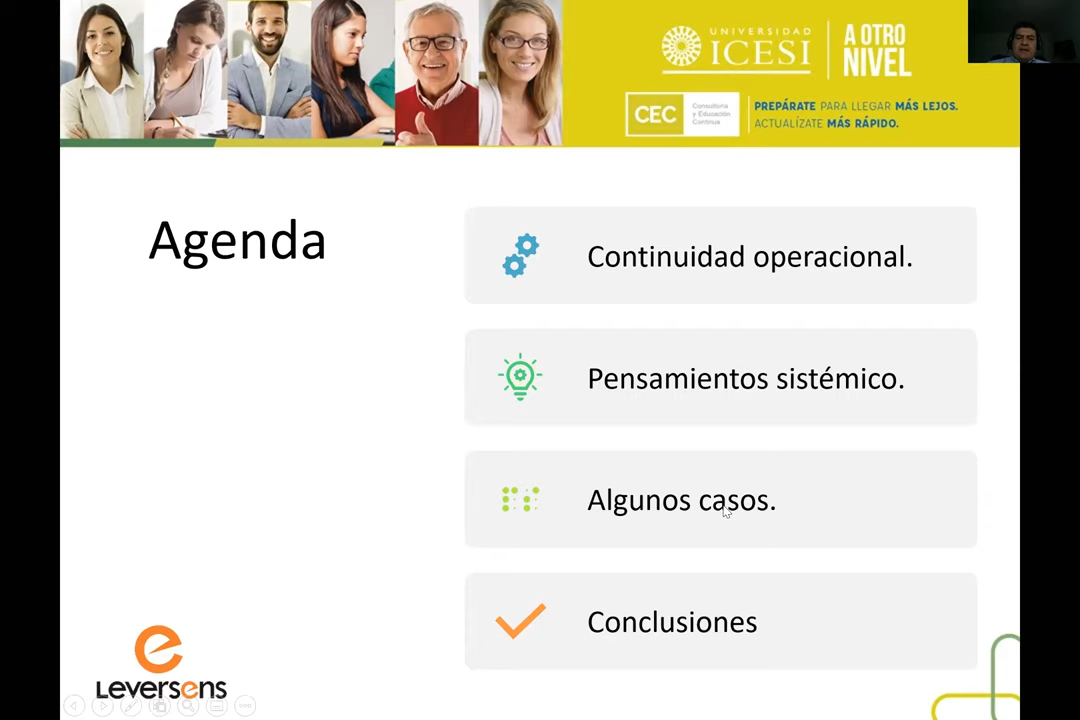 UNIVERSIDAD
ICESI
A OTRO
NIVEL
CEC
Consultoría
y Educación
Continua
PREPÁRATE PARA LLEGAR MÁS LEJOS.
ACTUALÍZATE MÁS RÁPIDO.
Agenda
Continuidad operacional.
Pensamientos sistémico.
Algunos casos.
Conclusiones
Leversens